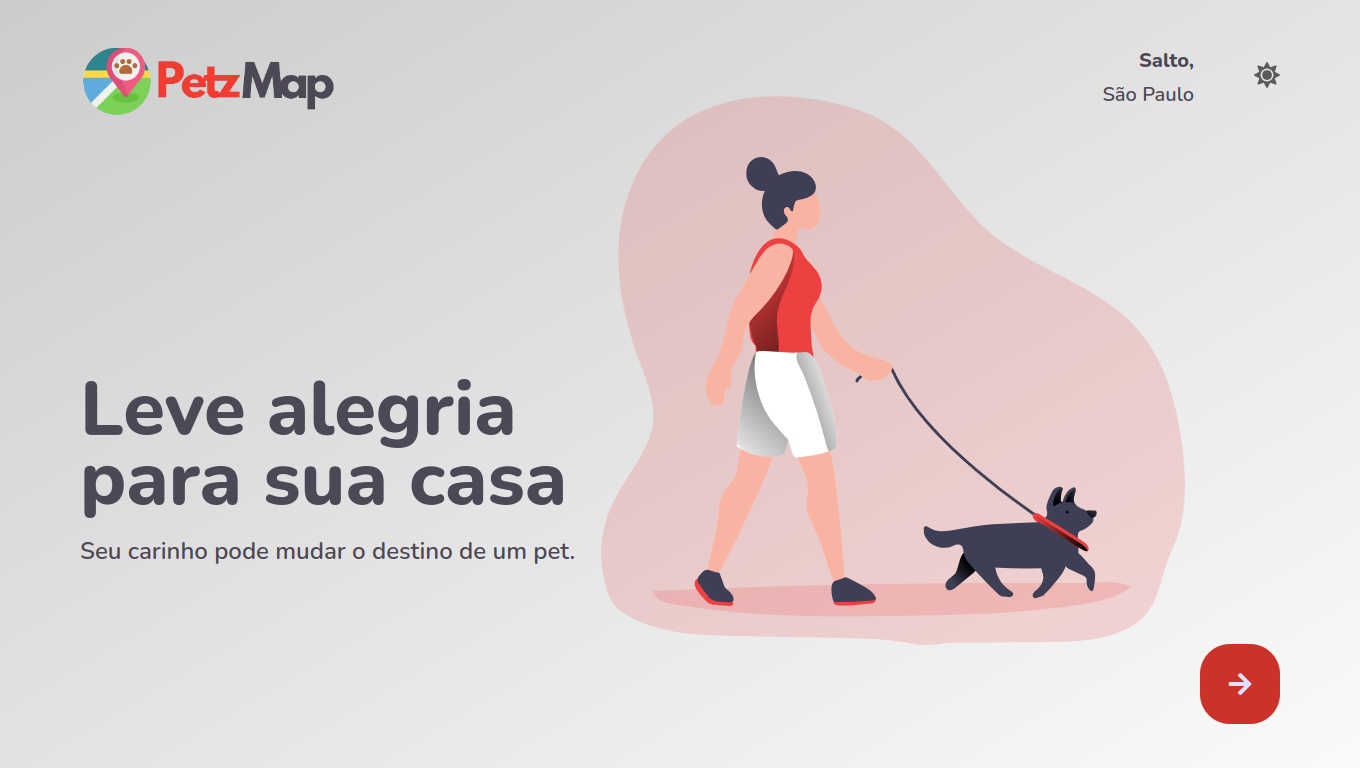 PetzMap
Salto,
São Paulo
Leve alegria
para sua casa
Seu carinho pode mudar o destino de um pet.